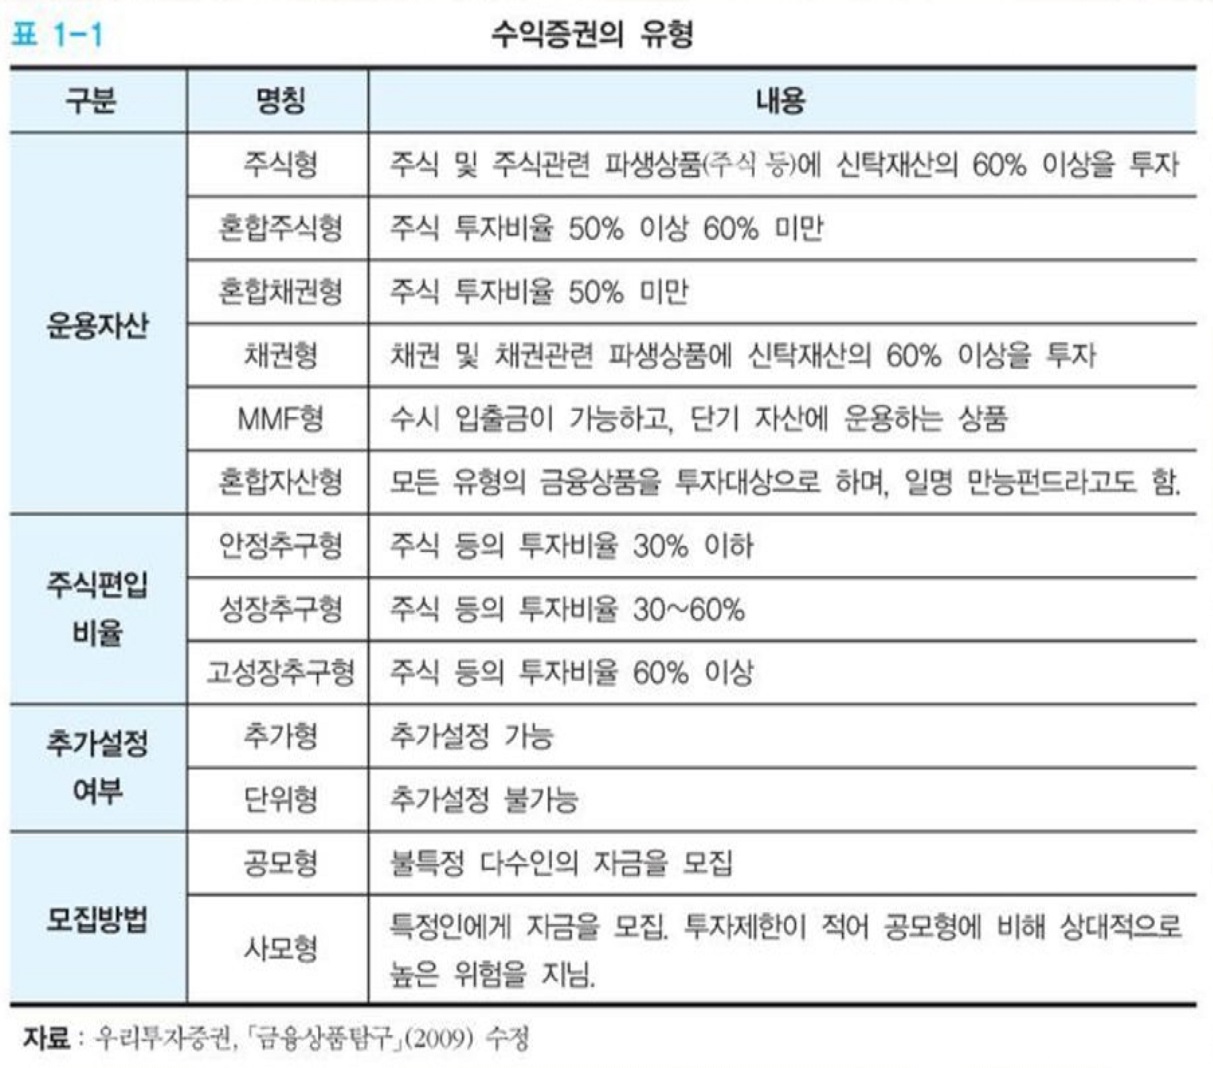 표 1-1 수익증권의 유형
구분 명칭 내용
운용자산
주식형 주식 및 주식관련 파생상품(주식 등)에 신탁재산의 60% 이상을 투자
혼합주식형 주식 투자비율 50% 이상 60% 미만
혼합채권형 주식 투자비율 50% 미만
채권형 채권 및 채권관련 파생상품에 신탁재산의 60% 이상을 투자
MMF형 수시 입출금이 가능하고, 단기 자산에 운용하는 상품
혼합자산형 모든 유형의 금융상품을 투자대상으로 하며, 일명 만능펀드라고도 함.
주식편입
비율
안정추구형 주식 등의 투자비율 30% 이하
성장추구형 주식 등의 투자비율 30~60%
고성장추구형 주식 등의 투자비율 60% 이상
추가설정
여부
추가형 추가설정 가능
단위형 추가설정 불가능
모집방법
공모형 불특정 다수인의 자금을 모집
사모형 특정인에게 자금을 모집. 투자제한이 적어 공모형에 비해 상대적으로
높은 위험을 지님.
자료 : 우리투자증권, 「금융상품탐구」(2009) 수정